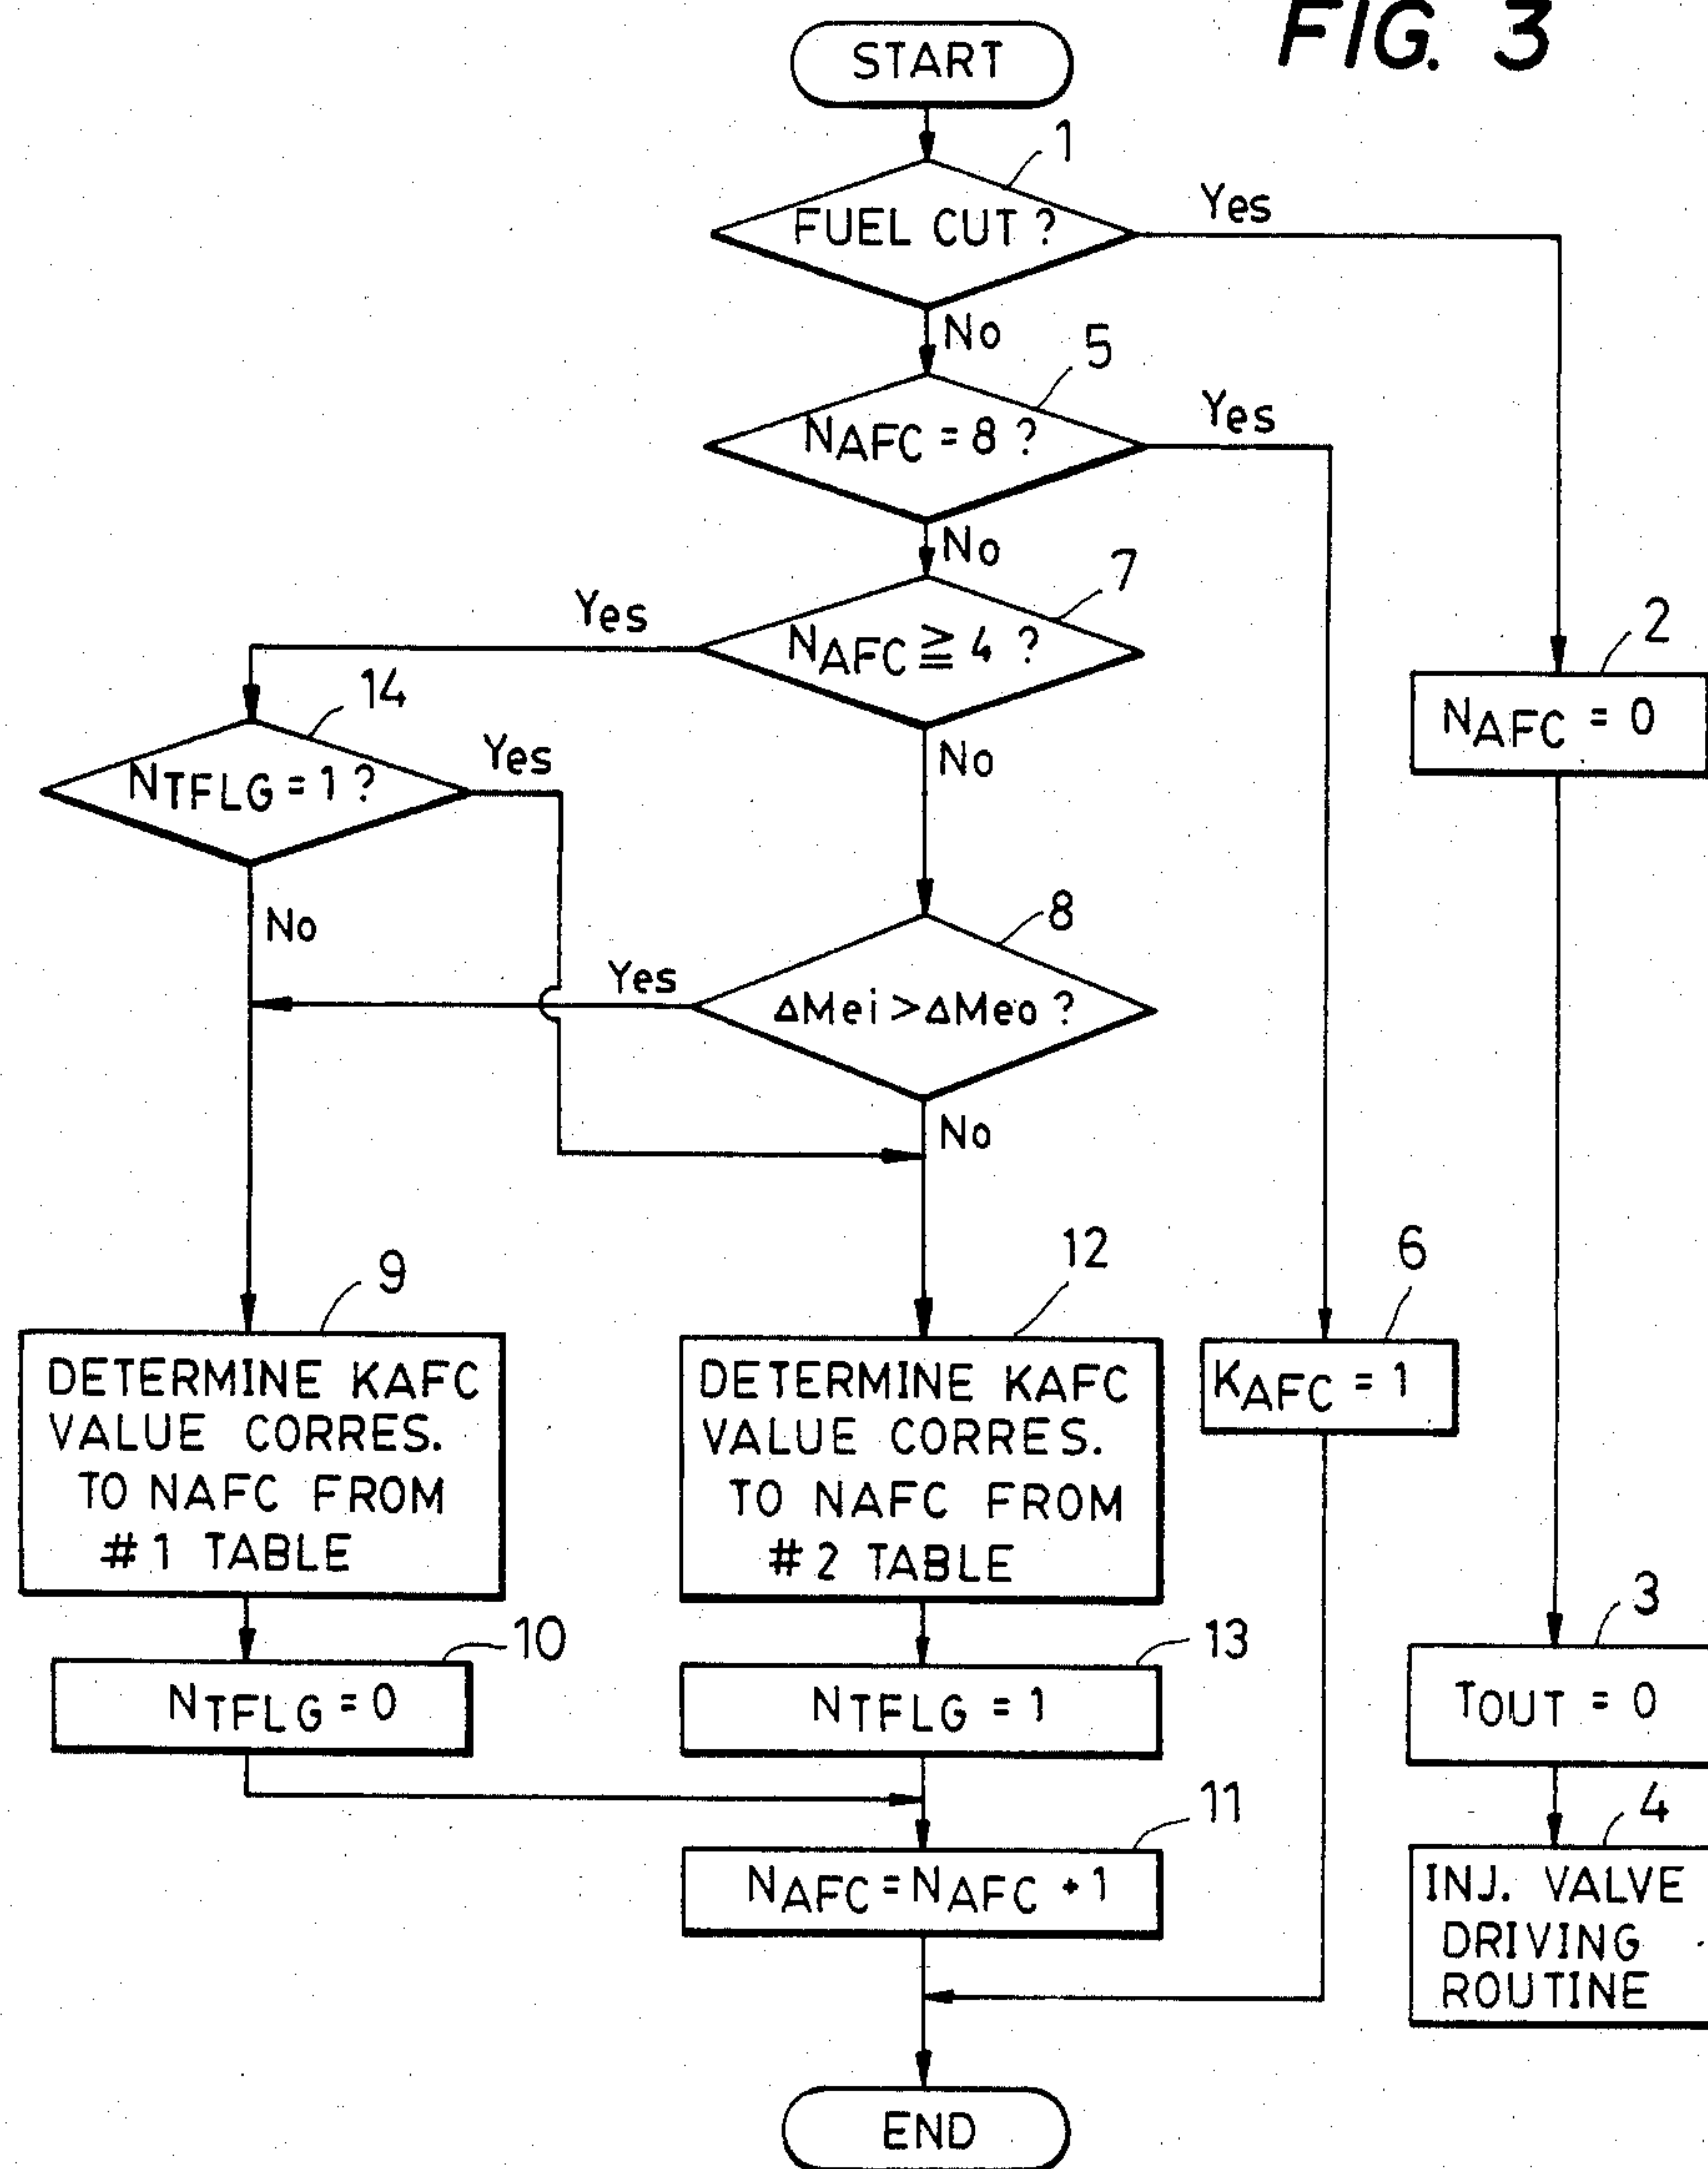 FIG. 3
START
1
FUEL CUT ?
Yes
No
5
NAFC = 8 ?
Yes
No
7
NAFC ≧ 4 ?
Yes
No
14
NTFLG = 1 ?
Yes
No
2
NAFC = 0
8
ΔMei > ΔMeo ?
Yes
No
9
DETERMINE KAFC
VALUE CORRES.
TO NAFC FROM
#1 TABLE
12
DETERMINE KAFC
VALUE CORRES.
TO NAFC FROM
#2 TABLE
6
KAFC = 1
10
NTFLG = 0
13
NTFLG = 1
3
TOUT = 0
11
NAFC = NAFC + 1
4
INJ. VALVE
DRIVING
ROUTINE
END